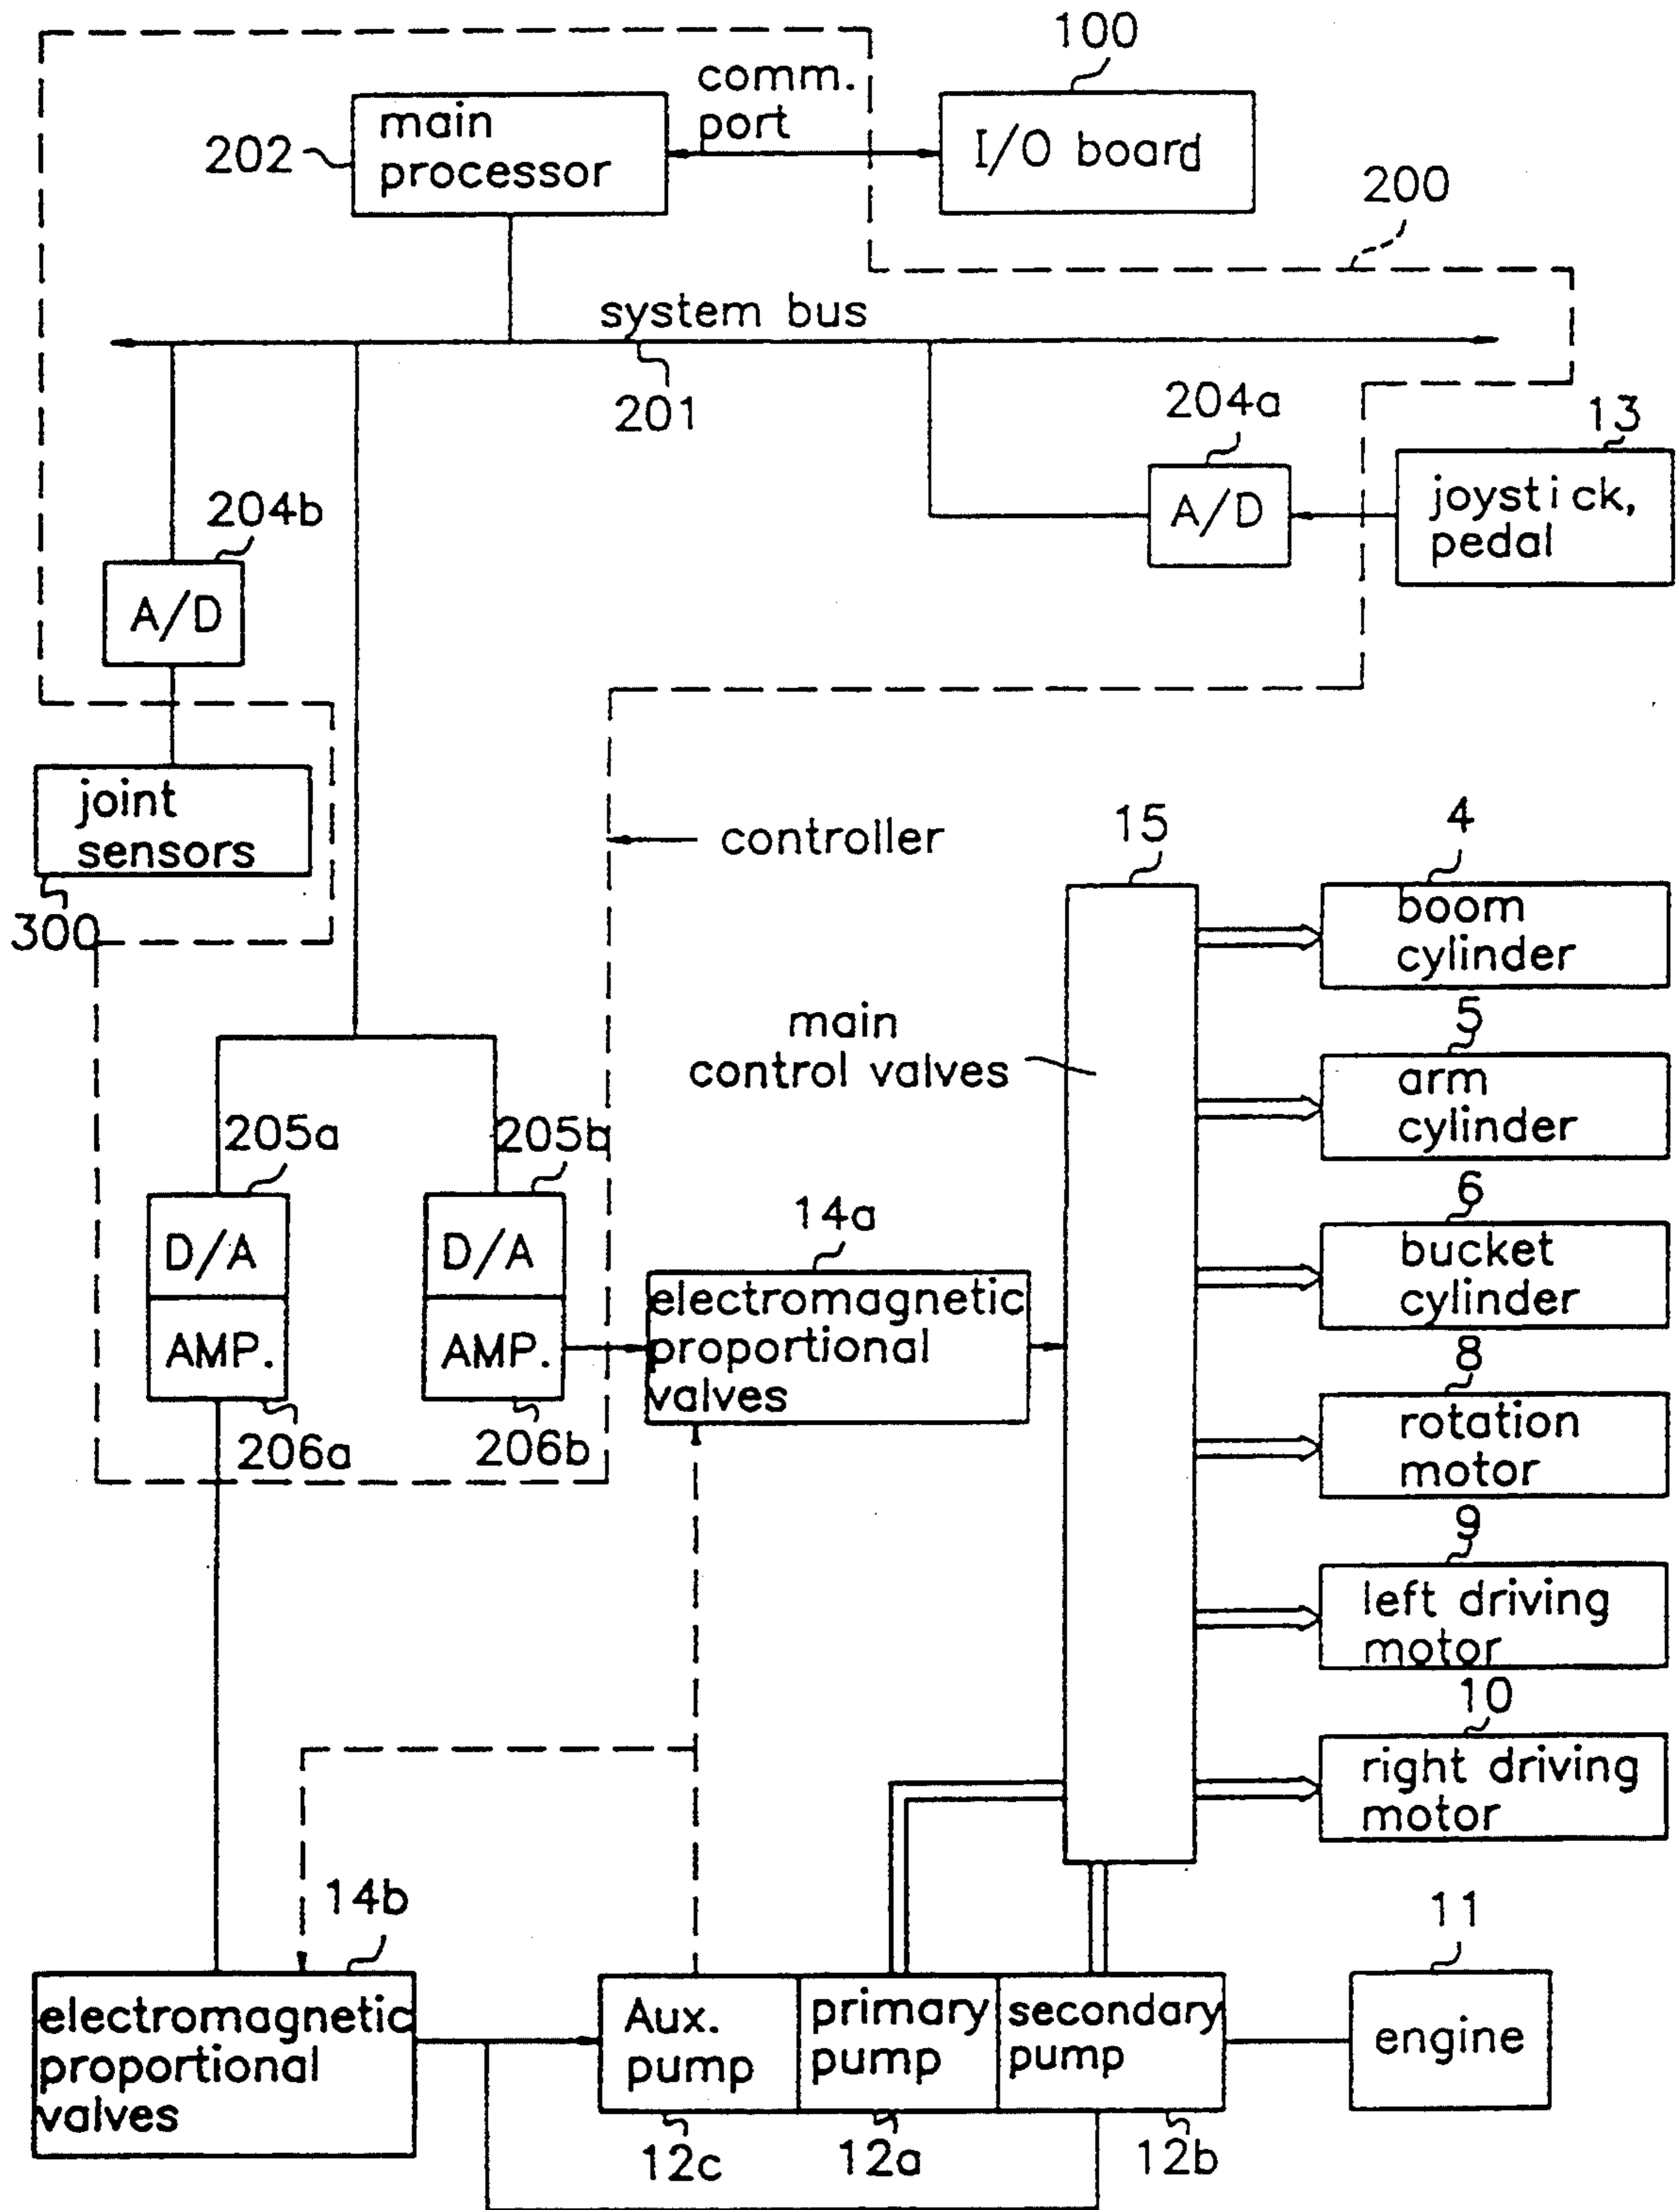 100
comm.
port
main
processor
202
I/O board
200
system bus
201
204a
13
joystick,
pedal
A/D
204b
A/D
joint
sensors
300
controller
15
4
boom
cylinder
5
arm
cylinder
main
control valves
205a
205b
6
bucket
cylinder
D/A
D/A
14a
electromagnetic
proportional
valves
AMP.
AMP.
206a
206b
8
rotation
motor
9
left driving
motor
10
right driving
motor
14b
11
electromagnetic
proportional
valves
Aux.
pump
primary
pump
secondary
pump
engine
12c
12a
12b